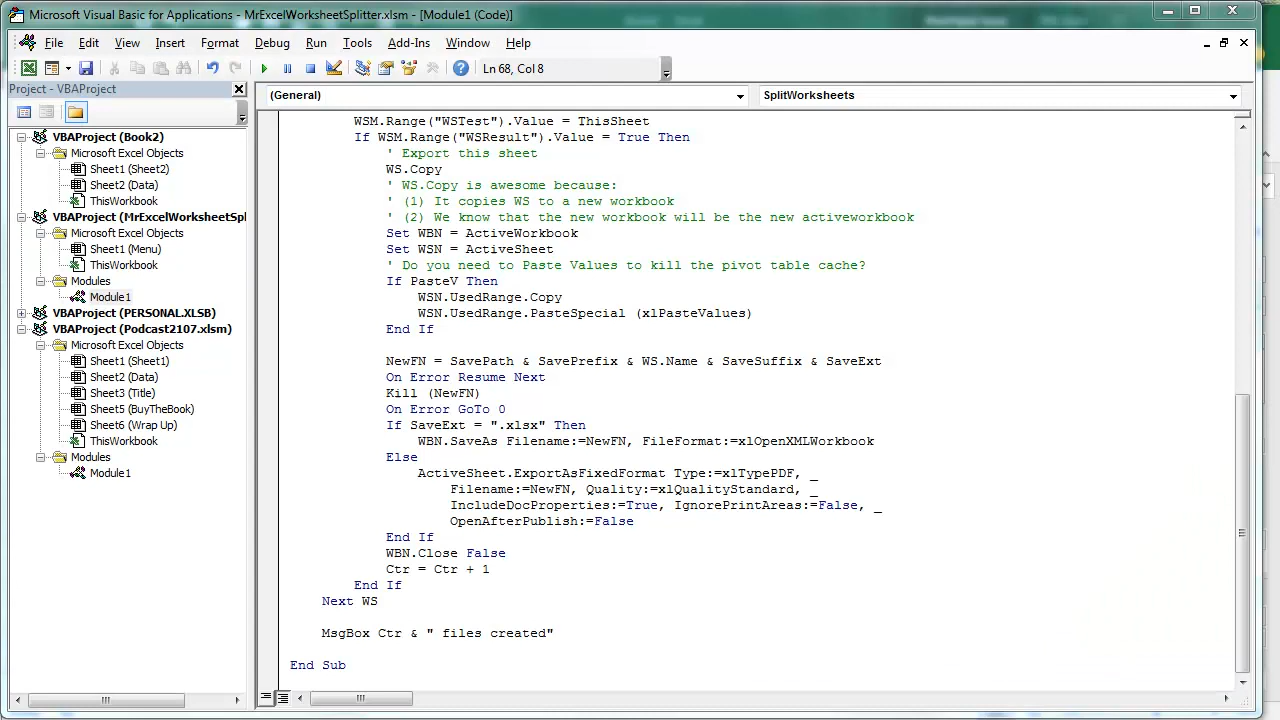 Microsoft Visual Basic for Applications - MrExcelWorksheetSplitter.xlsm - [Module1 (Code)]
File Edit View Insert Format Debug Run Tools Add-Ins Window Help
Ln 68, Col 8
Project - VBAProject
(General) SplitWorksheets
VBAProject (Book2)
Microsoft Excel Objects
Sheet1 (Sheet2)
Sheet2 (Data)
ThisWorkbook
VBAProject (MrExcelWorksheetSpl
Microsoft Excel Objects
Sheet1 (Menu)
ThisWorkbook
Modules
Module1
VBAProject (PERSONAL.XLSB)
VBAProject (Podcast2107.xlsm)
Microsoft Excel Objects
Sheet1 (Sheet1)
Sheet2 (Data)
Sheet3 (Title)
Sheet5 (BuyTheBook)
Sheet6 (Wrap Up)
ThisWorkbook
Modules
Module1
WSM.Range("WSTest").Value = ThisSheet
If WSM.Range("WSResult").Value = True Then
' Export this sheet
WS.Copy
' WS.Copy is awesome because:
' (1) It copies WS to a new workbook
' (2) We know that the new workbook will be the new activeworkbook
Set WBN = ActiveWorkbook
Set WSN = ActiveSheet
' Do you need to Paste Values to kill the pivot table cache?
If PasteV Then
WSN.UsedRange.Copy
WSN.UsedRange.PasteSpecial (xlPasteValues)
End If
NewFN = SavePath & SavePrefix & WS.Name & SaveSuffix & SaveExt
On Error Resume Next
Kill (NewFN)
On Error GoTo 0
If SaveExt = ".xlsx" Then
WBN.SaveAs Filename:=NewFN, FileFormat:=xlOpenXMLWorkbook
Else
ActiveSheet.ExportAsFixedFormat Type:=xlTypePDF, _
Filename:=NewFN, Quality:=xlQualityStandard, _
IncludeDocProperties:=True, IgnorePrintAreas:=False, _
OpenAfterPublish:=False
End If
WBN.Close False
Ctr = Ctr + 1
End If
Next WS
MsgBox Ctr & " files created"
End Sub